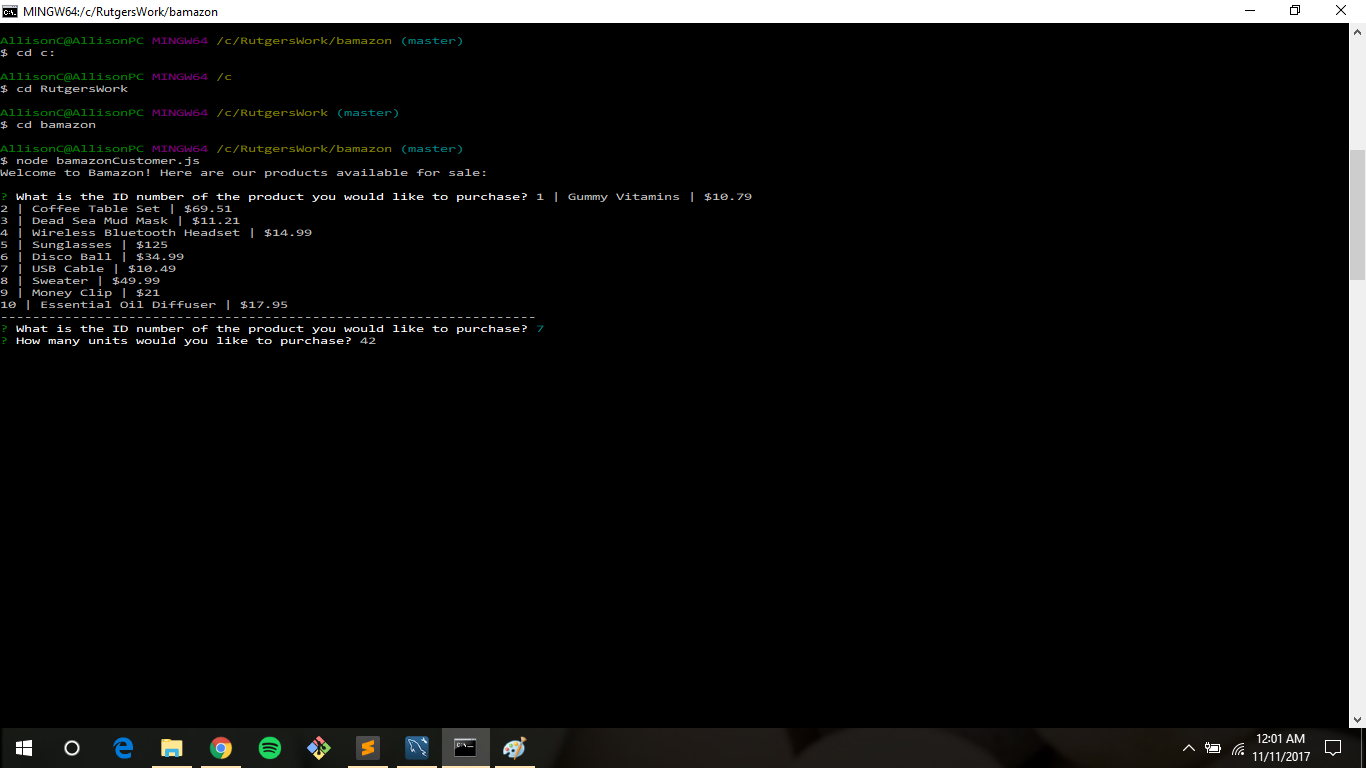 MINGW64:/c/RutgersWork/bamazon
AllisonC@AllisonPC MINGW64 /c/RutgersWork/bamazon (master)
$ cd c:
AllisonC@AllisonPC MINGW64 /c
$ cd RutgersWork
AllisonC@AllisonPC MINGW64 /c/RutgersWork (master)
$ cd bamazon
AllisonC@AllisonPC MINGW64 /c/RutgersWork/bamazon (master)
$ node bamazonCustomer.js
Welcome to Bamazon! Here are our products available for sale:
? What is the ID number of the product you would like to purchase? 1 | Gummy Vitamins | $10.79
2 | Coffee Table Set | $69.51
3 | Dead Sea Mud Mask | $11.21
4 | Wireless Bluetooth Headset | $14.99
5 | Sunglasses | $125
6 | Disco Ball | $34.99
7 | USB Cable | $10.49
8 | Sweater | $49.99
9 | Money Clip | $21
10 | Essential Oil Diffuser | $17.95
-------------------------------------------------------------------
? What is the ID number of the product you would like to purchase? 7
? How many units would you like to purchase? 42
12:01 AM
11/11/2017